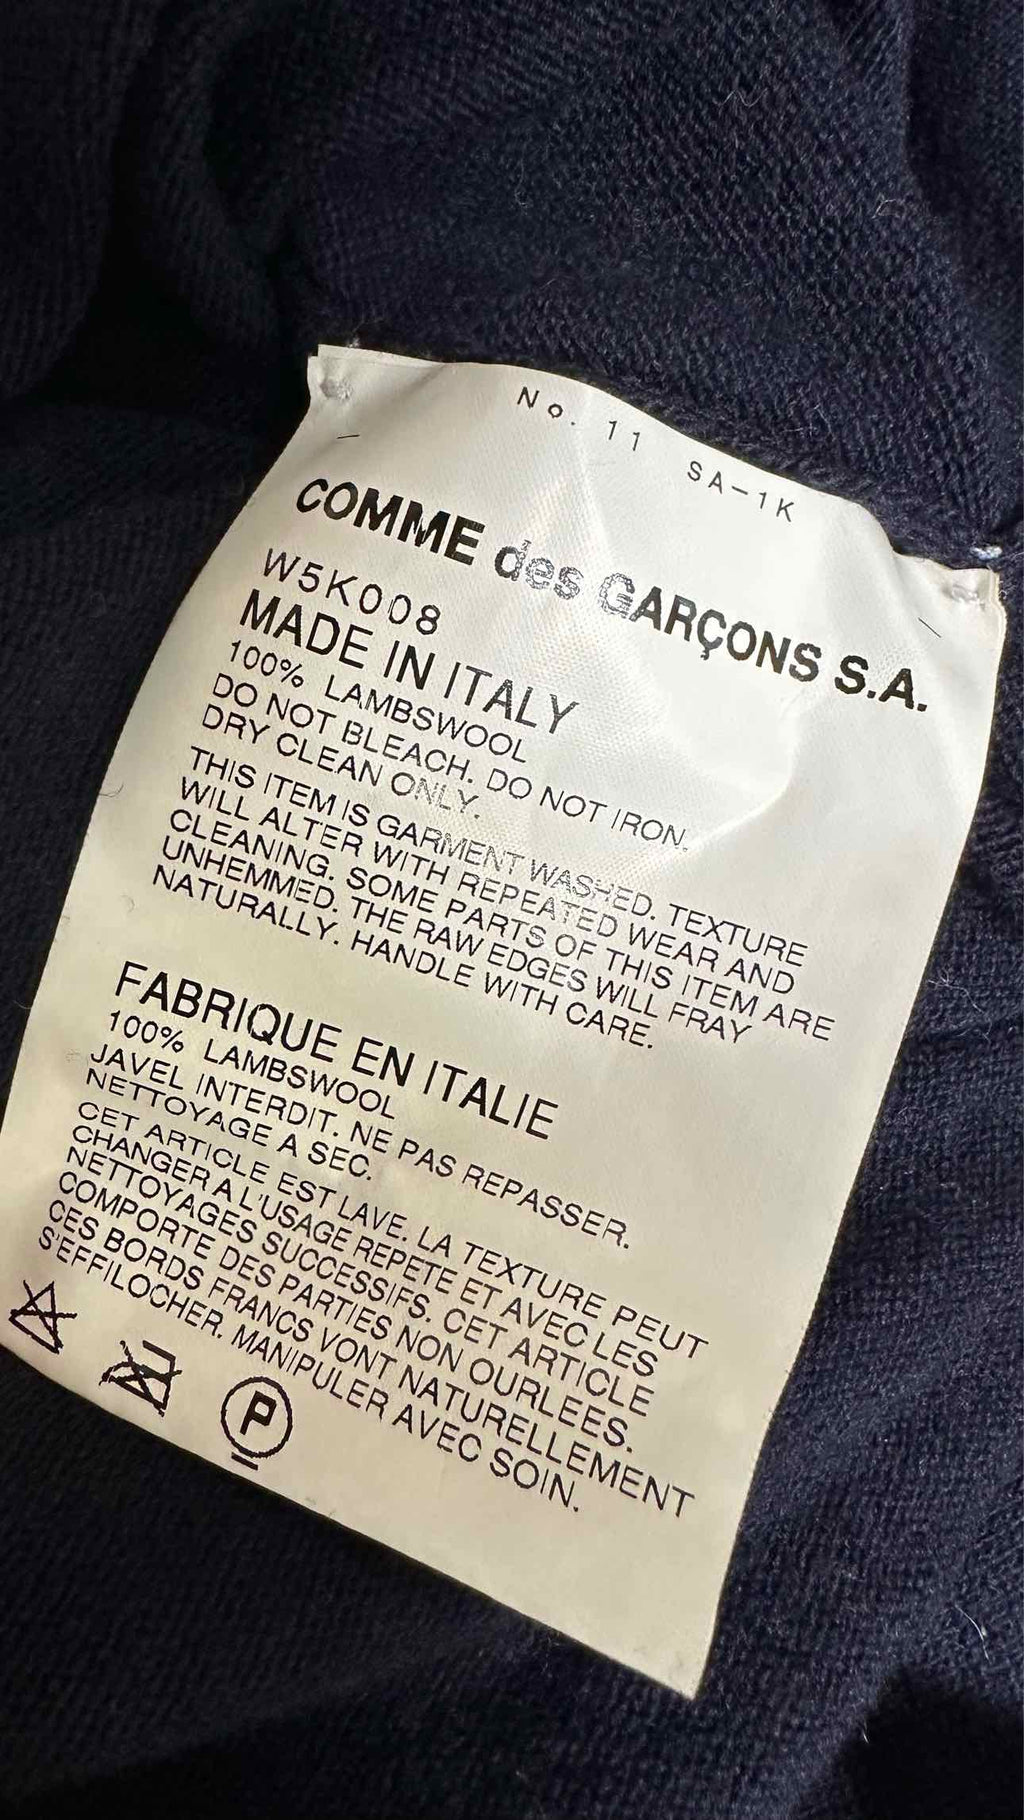 No. 11 SA-1K
COMME des GARÇONS S.A.
W5K008
MADE IN ITALY
100% LAMBSWOOL
DO NOT BLEACH. DO NOT IRON.
DRY CLEAN ONLY.
THIS ITEM IS GARMENT WASHED. TEXTURE
WILL ALTER WITH REPEATED WEAR AND
CLEANING. SOME PARTS OF THIS ITEM ARE
UNHEMMED. THE RAW EDGES WILL FRAY
NATURALLY. HANDLE WITH CARE.
FABRIQUE EN ITALIE
100% LAMBSWOOL
JAVEL INTERDIT. NE PAS REPASSER.
NETTOYAGE A SEC.
CET ARTICLE EST LAVE. LA TEXTURE PEUT
CHANGER A L'USAGE REPETE ET AVEC LES
NETTOYAGES SUCCESSIFS. CET ARTICLE
COMPORTE DES PARTIES NON OURLEES.
CES BORDS FRANCS VONT NATURELLEMENT
S'EFFILOCHER. MANIPULER AVEC SOIN.
P